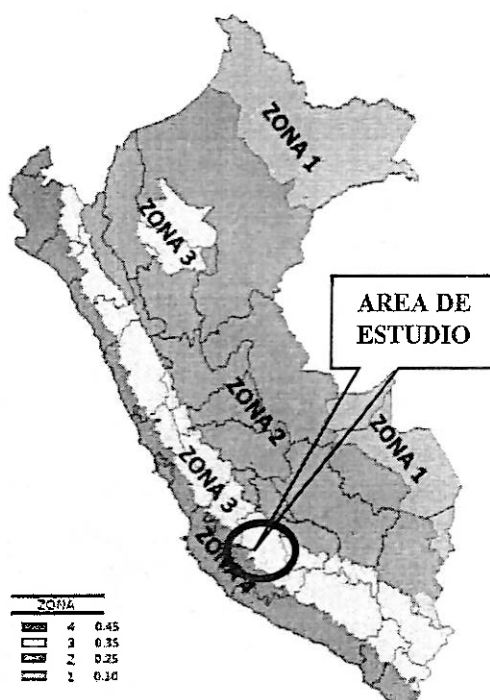 ZONA 1
ZONA 3
AREA DE
ESTUDIO
ZONA 2
ZONA 1
ZONA 3
ZONA 4
ZONA
4 0.45
3 0.35
2 0.25
1 0.10